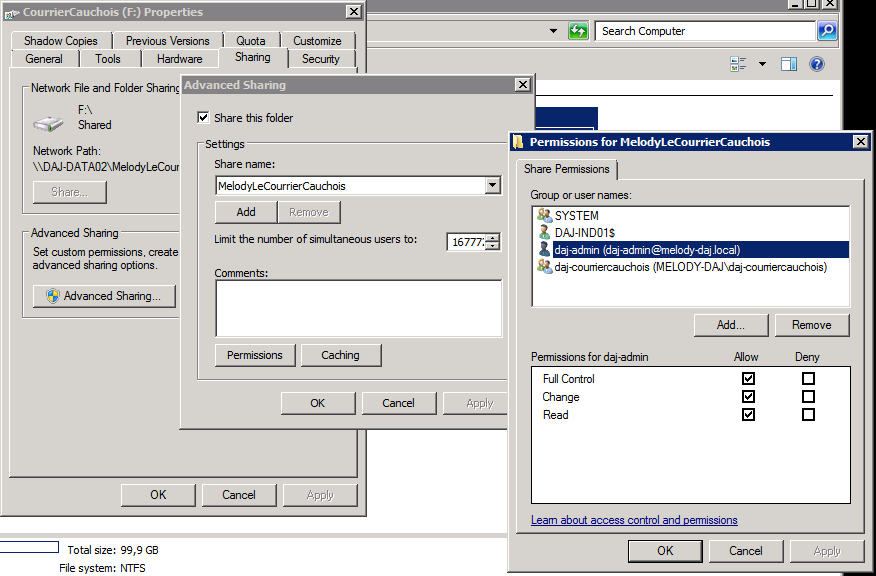 CourrierCauchois (F:) Properties
Shadow Copies
Previous Versions
Quota
Customize
General
Tools
Hardware
Sharing
Security
Network File and Folder Sharing
F:\
Shared
Network Path:
\\DAJ-DATA02\MelodyLeCour
Share...
Advanced Sharing
Set custom permissions, create
advanced sharing options.
Advanced Sharing...
OK
Cancel
Apply
Total size: 99,9 GB
File system: NTFS
Advanced Sharing
Share this folder
Settings
Share name:
MelodyLeCourrierCauchois
Add
Remove
Limit the number of simultaneous users to:
16777
Comments:
Permissions
Caching
OK
Cancel
Apply
Search Computer
Permissions for MelodyLeCourrierCauchois
Share Permissions
Group or user names:
SYSTEM
DAJ-IND01$
daj-admin (daj-admin@melody-daj.local)
daj-courriercauchois (MELODY-DAJ\daj-courriercauchois)
Add...
Remove
Permissions for daj-admin
Allow
Deny
Full Control
Change
Read
Learn about access control and permissions
OK
Cancel
Apply